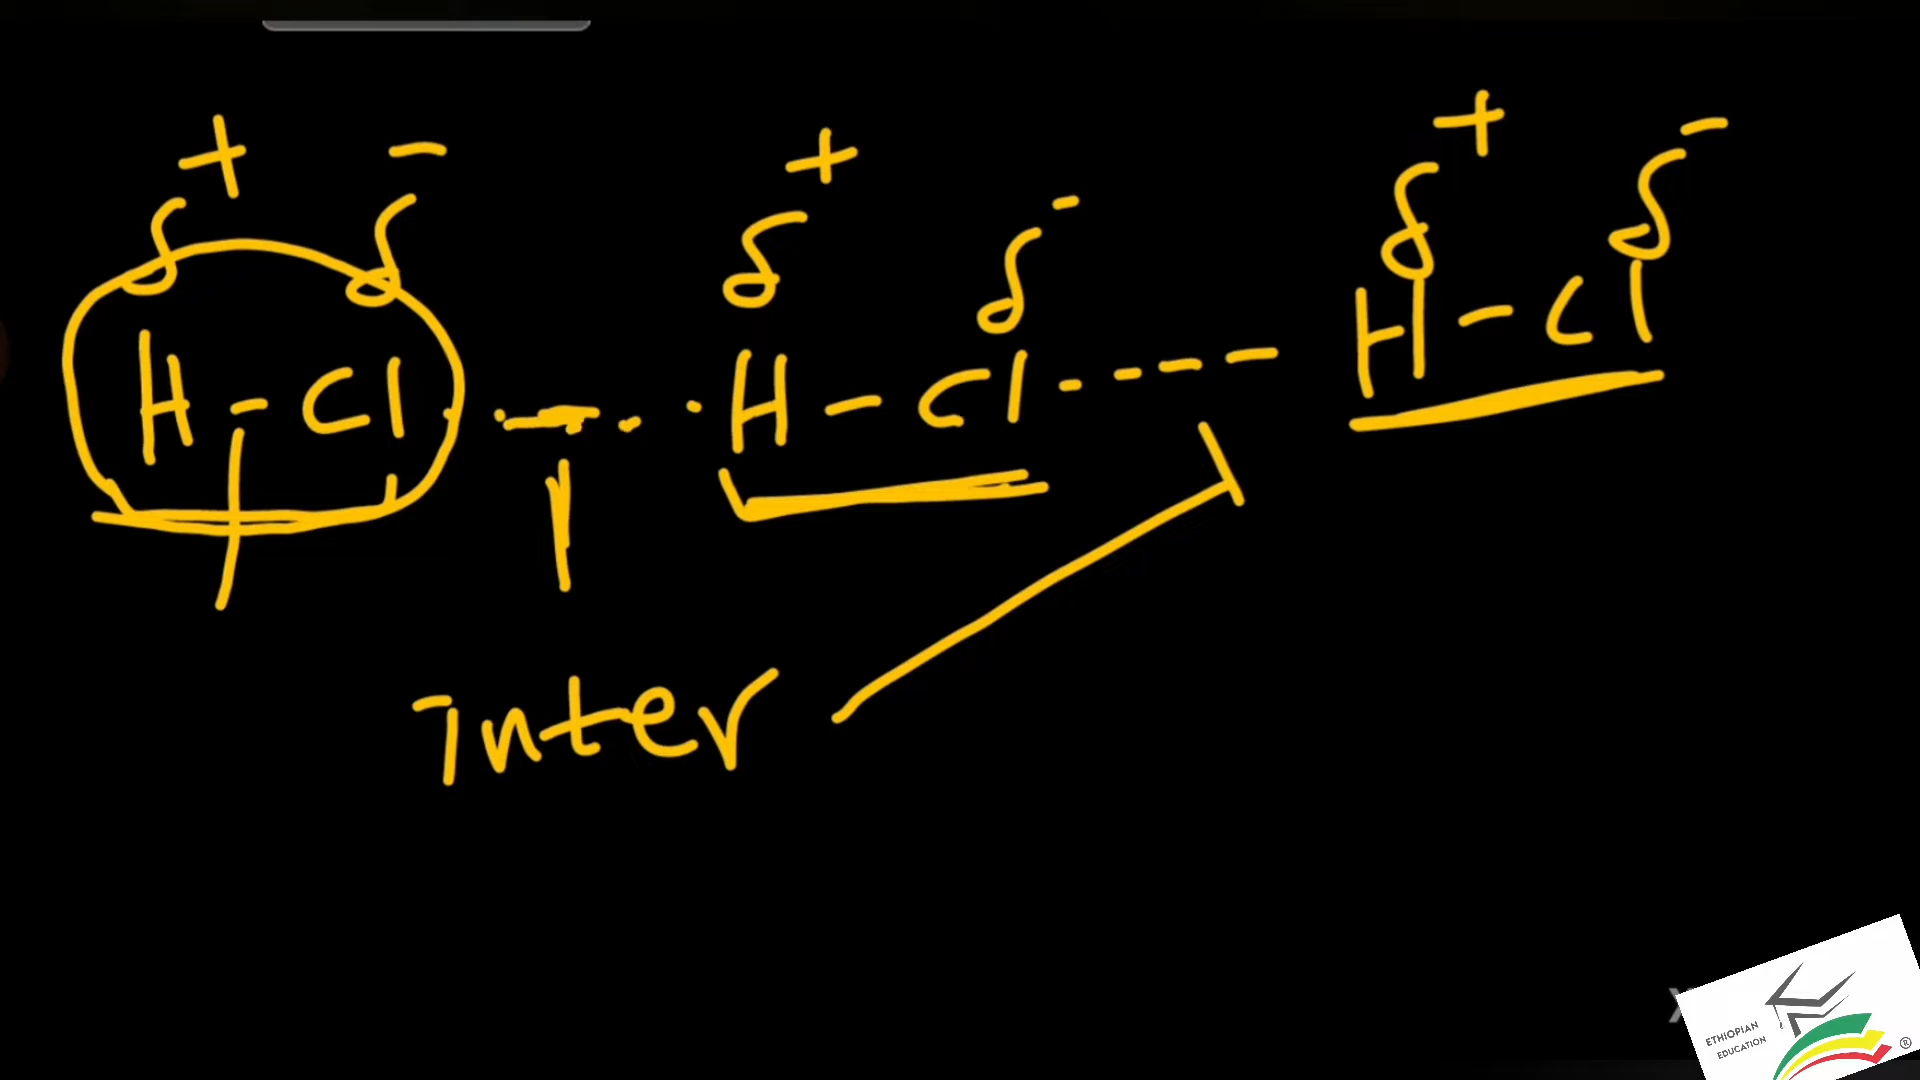 δ+ δ- δ+ δ- δ+ δ-
H-Cl ---- H-Cl ---- H-Cl
inter
ETHIOPIAN
EDUCATION ®